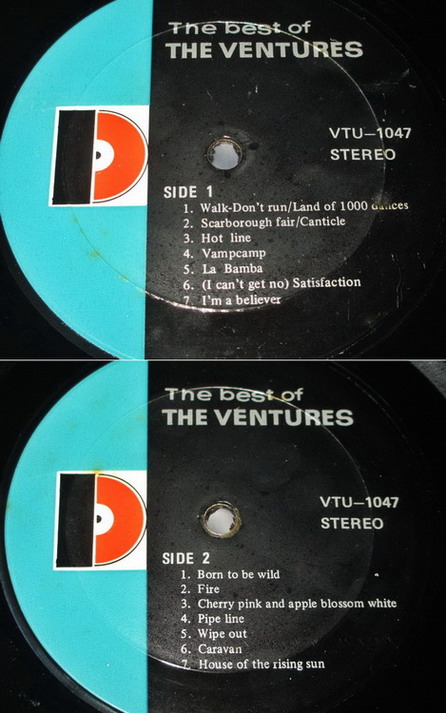 The best of
THE VENTURES
VTU-1047
STEREO
SIDE 1
1. Walk-Don't run/Land of 1000 dances
2. Scarborough fair/Canticle
3. Hot line
4. Vampcamp
5. La Bamba
6. (I can't get no) Satisfaction
7. I'm a believer
The best of
THE VENTURES
VTU-1047
STEREO
SIDE 2
1. Born to be wild
2. Fire
3. Cherry pink and apple blossom white
4. Pipe line
5. Wipe out
6. Caravan
7. House of the rising sun